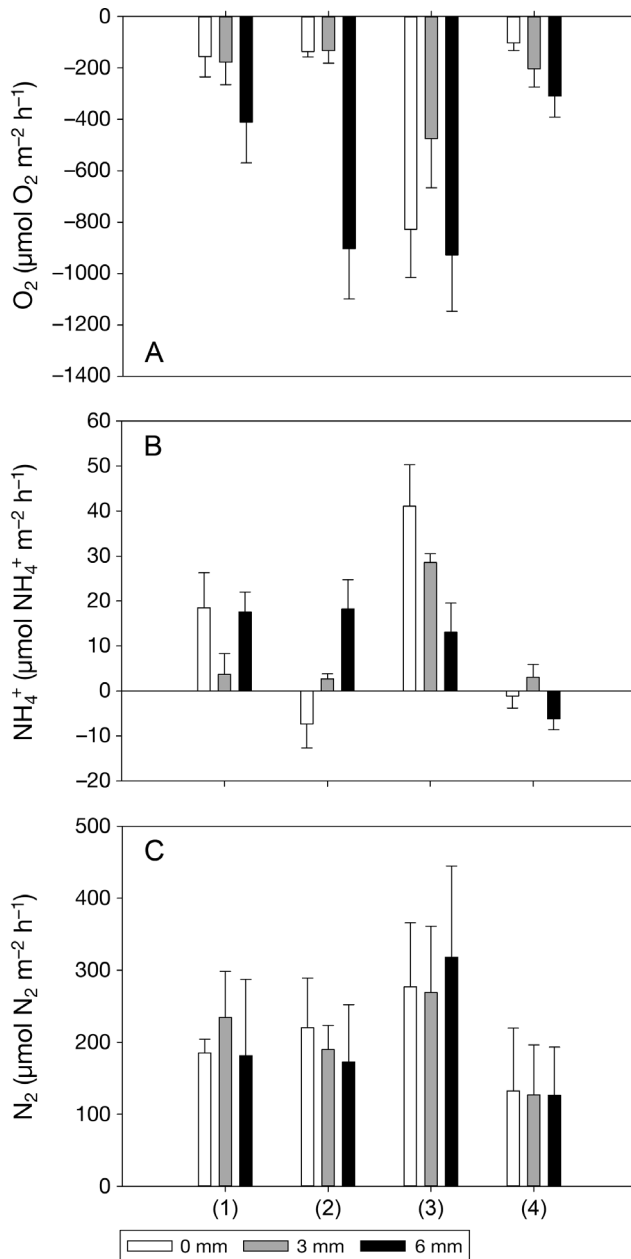 0
−200
−400
−600
−800
−1000
−1200
−1400
O₂ (µmol O₂ m⁻² h⁻¹)
A
60
50
40
30
20
10
0
−10
−20
NH₄⁺ (µmol NH₄⁺ m⁻² h⁻¹)
B
500
400
300
200
100
0
N₂ (µmol N₂ m⁻² h⁻¹)
C
(1) (2) (3) (4)
0 mm 3 mm 6 mm